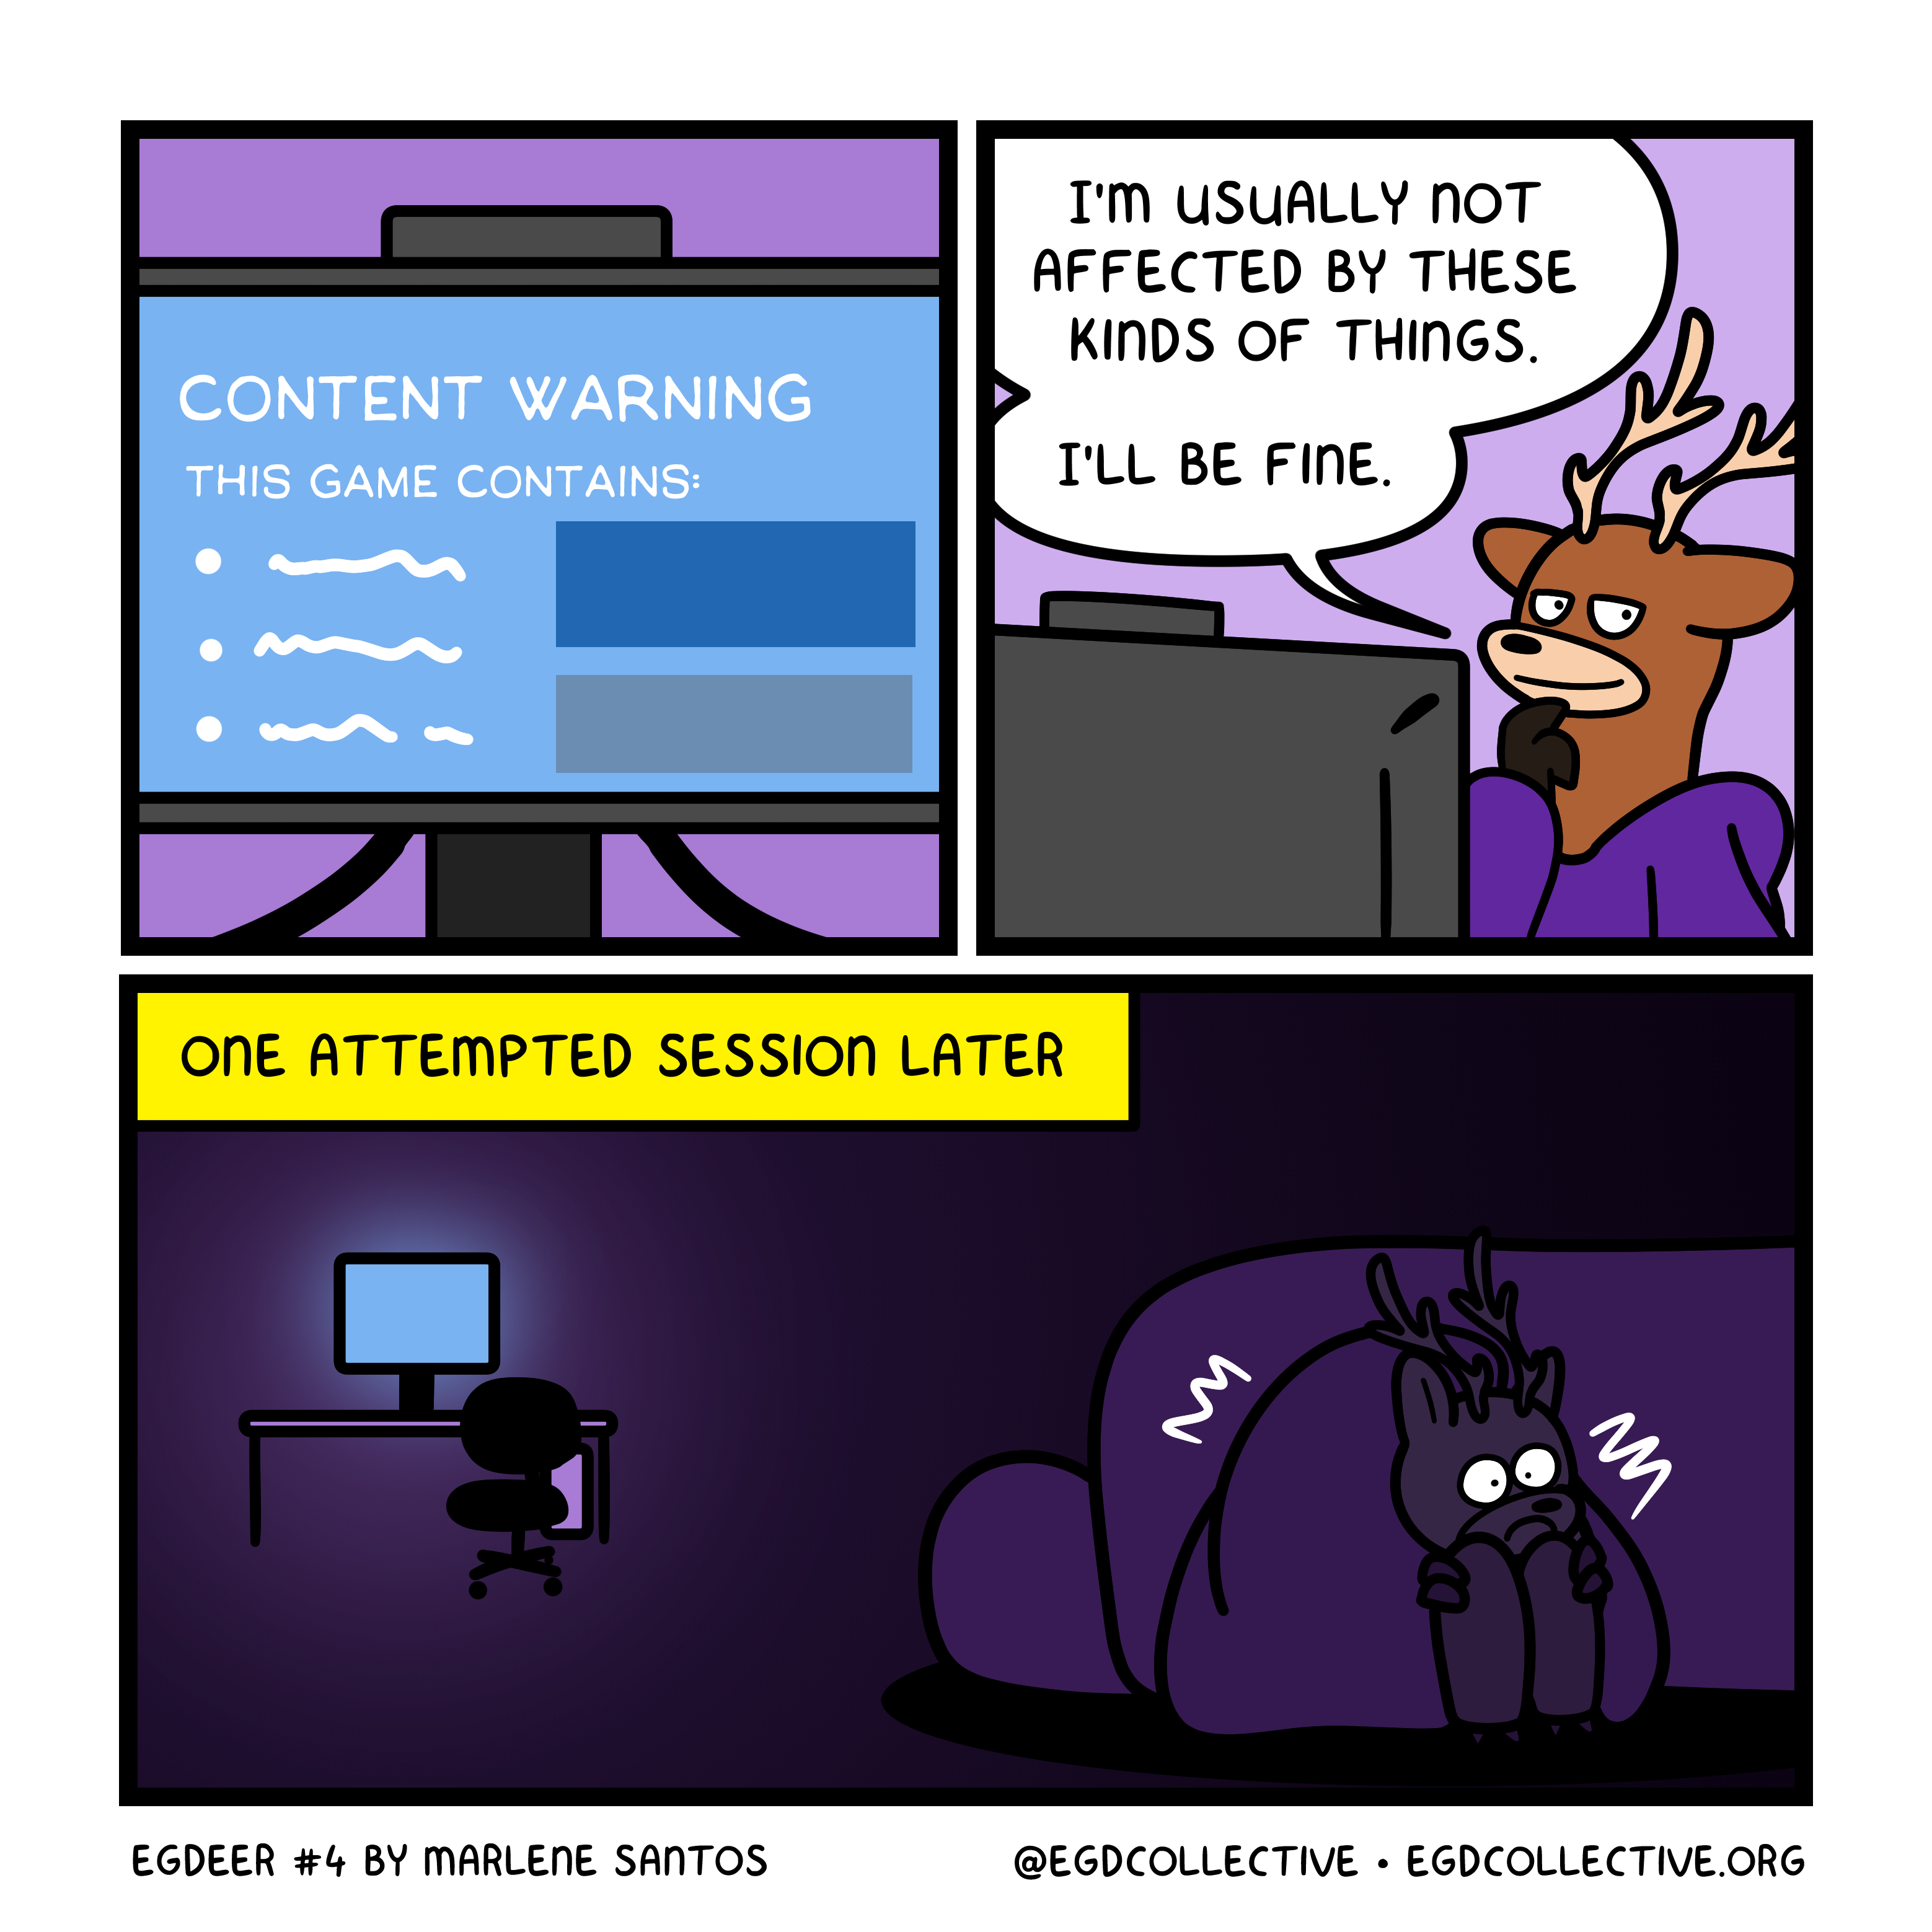 CONTENT WARNING
THIS GAME CONTAINS:
I'm USUALLY NOT
AFFECTED BY THESE
KINDS OF THINGS.
I'LL BE FINE.
ONE ATTEMPTED SESSION LATER
EGDEER #4 BY MARLENE SANTOS
@EGDCOLLECTIVE • EGDCOLLECTIVE.ORG